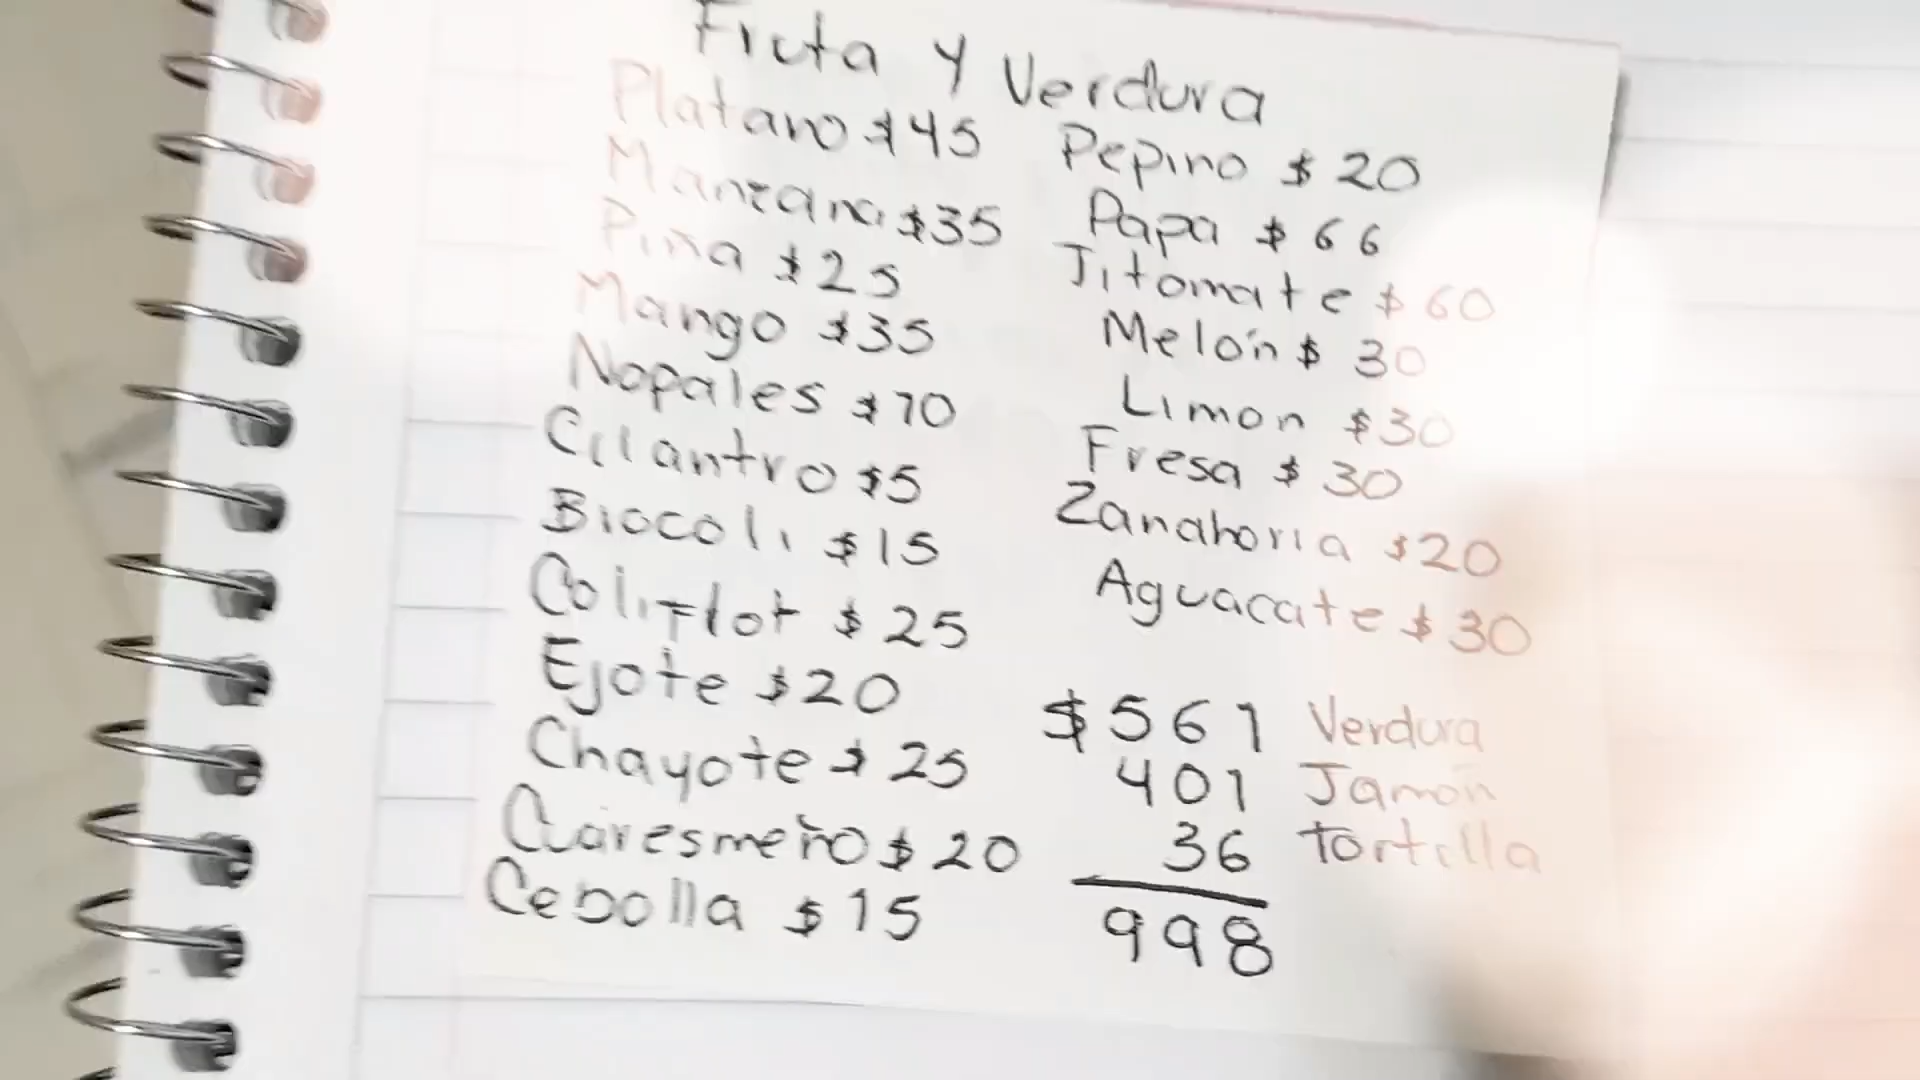 Fruta y Verdura
Platano $45
Manzana $35
Piña $25
Mango $35
Nopales $70
Cilantro $5
Brocoli $15
Coliflor $25
Ejote $20
Chayote $25
Cuaresmeño $20
Cebolla $15
Pepino $20
Papa $66
Jitomate $60
Melón $30
Limon $30
Fresa $30
Zanahoria $20
Aguacate $30
$561 Verdura
401 Jamón
36 tortilla
998